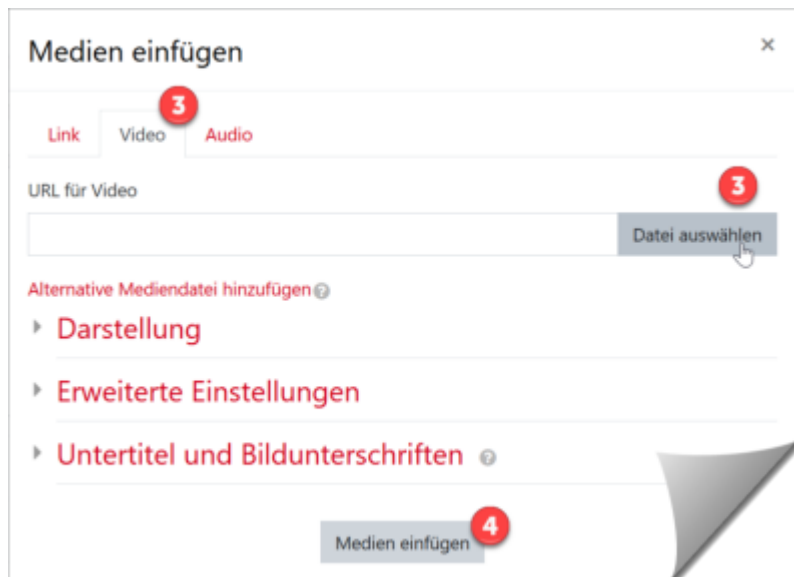 Medien einfügen ×
3
Link Video Audio
URL für Video
3
Datei auswählen
Alternative Mediendatei hinzufügen ?
Darstellung
Erweiterte Einstellungen
Untertitel und Bildunterschriften ?
Medien einfügen 4